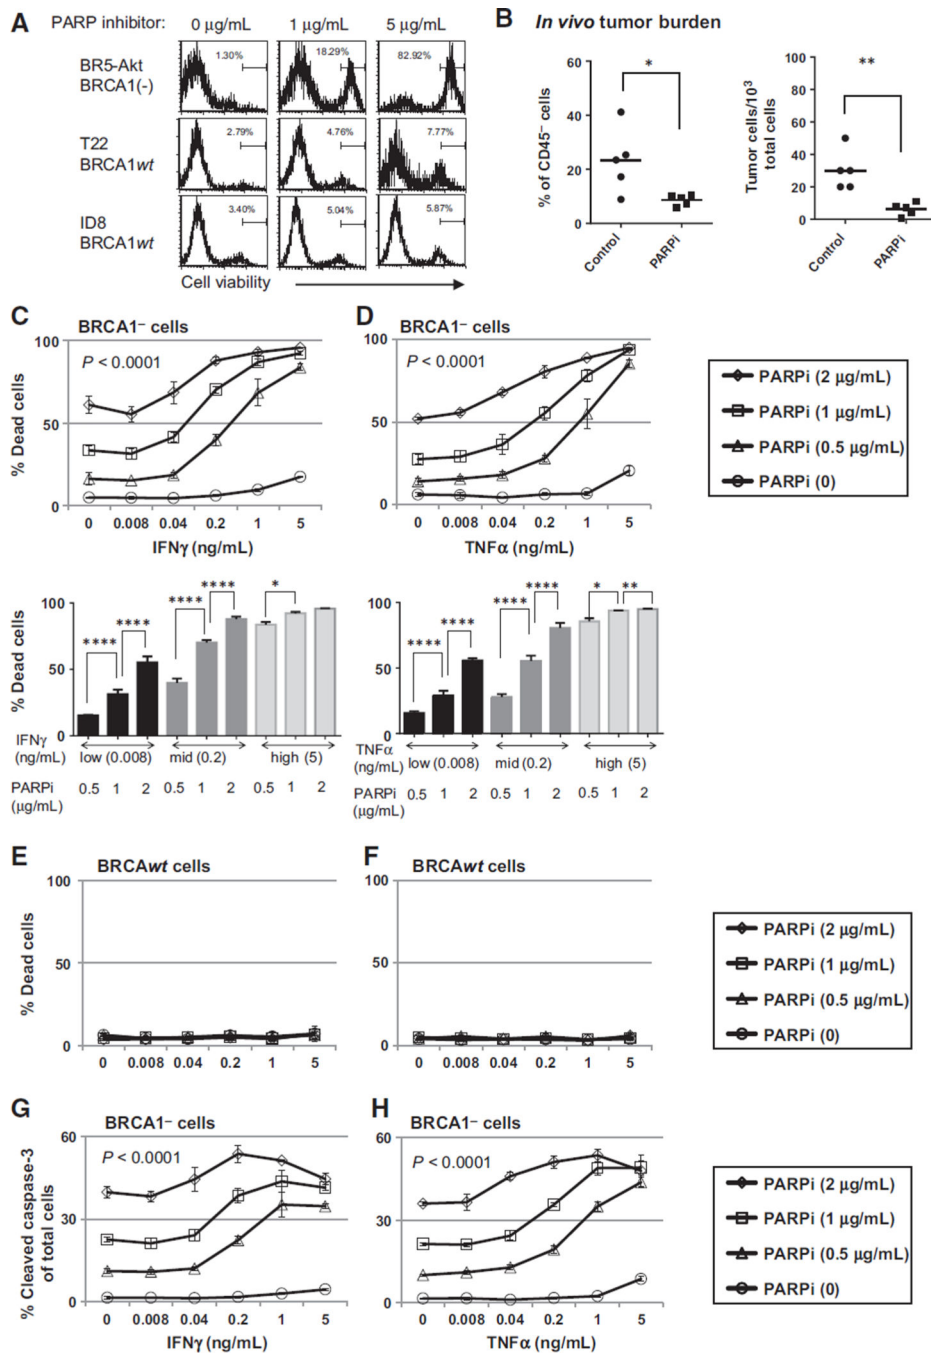 A
PARP inhibitor: 0 μg/mL 1 μg/mL 5 μg/mL
BR5-Akt
BRCA1(-)
1.30% 18.29% 82.92%
T22
BRCA1wt
2.79% 4.76% 7.77%
ID8
BRCA1wt
3.40% 5.04% 5.87%
Cell viability
B In vivo tumor burden
% of CD45⁻ cells
60
40
20
0
*
Control PARPi
Tumor cells/10³
total cells
100
80
60
40
20
0
**
Control PARPi
C BRCA1⁻ cells
P < 0.0001
% Dead cells
100
50
0
0 0.008 0.04 0.2 1 5
IFNγ (ng/mL)
D BRCA1⁻ cells
P < 0.0001
100
50
0
0 0.008 0.04 0.2 1 5
TNFα (ng/mL)
PARPi (2 μg/mL)
PARPi (1 μg/mL)
PARPi (0.5 μg/mL)
PARPi (0)
% Dead cells
100
50
0
**** **** **** **** *
IFNγ
(ng/mL)
low (0.008) mid (0.2) high (5)
PARPi
(μg/mL)
0.5 1 2 0.5 1 2 0.5 1 2
% Dead cells
100
50
0
**** **** **** **** * **
TNFα
(ng/mL)
low (0.008) mid (0.2) high (5)
PARPi
(μg/mL)
0.5 1 2 0.5 1 2 0.5 1 2
E BRCAwt cells
% Dead cells
100
50
0
0 0.008 0.04 0.2 1 5
F BRCAwt cells
100
50
0
0 0.008 0.04 0.2 1 5
PARPi (2 μg/mL)
PARPi (1 μg/mL)
PARPi (0.5 μg/mL)
PARPi (0)
G BRCA1⁻ cells
P < 0.0001
% Cleaved caspase-3
of total cells
60
30
0
0 0.008 0.04 0.2 1 5
IFNγ (ng/mL)
H BRCA1⁻ cells
P < 0.0001
60
30
0
0 0.008 0.04 0.2 1 5
TNFα (ng/mL)
PARPi (2 μg/mL)
PARPi (1 μg/mL)
PARPi (0.5 μg/mL)
PARPi (0)